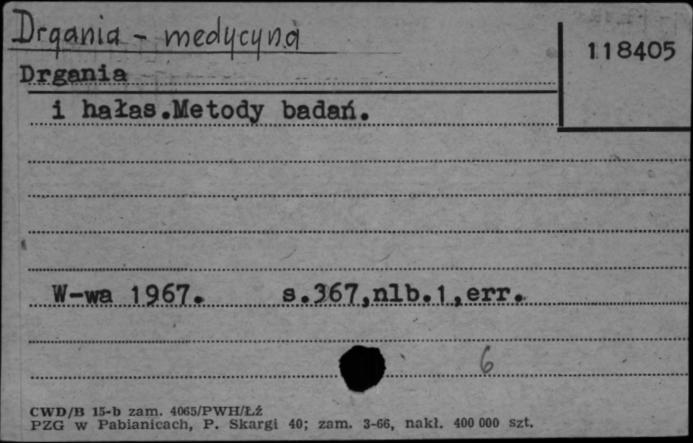 Drgania - medycyna
118405
Drgania
i hałas.Metody badań.
W-wa 1967. s.367,nlb.1,err.
6
CWD/B 15-b zam. 4065/PWH/Łź
PZG w Pabianicach, P. Skargi 40; zam. 3-66, nakł. 400 000 szt.